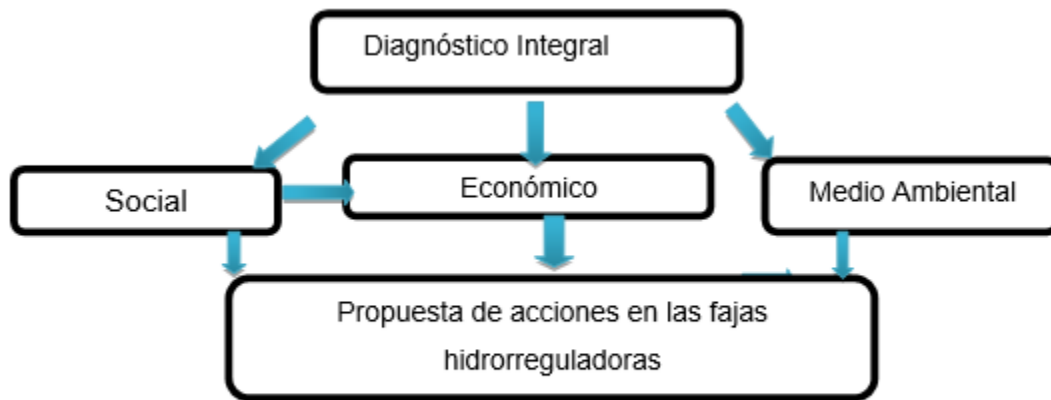 Diagnóstico Integral
Social
Económico
Medio Ambiental
Propuesta de acciones en las fajas
hidrorreguladoras